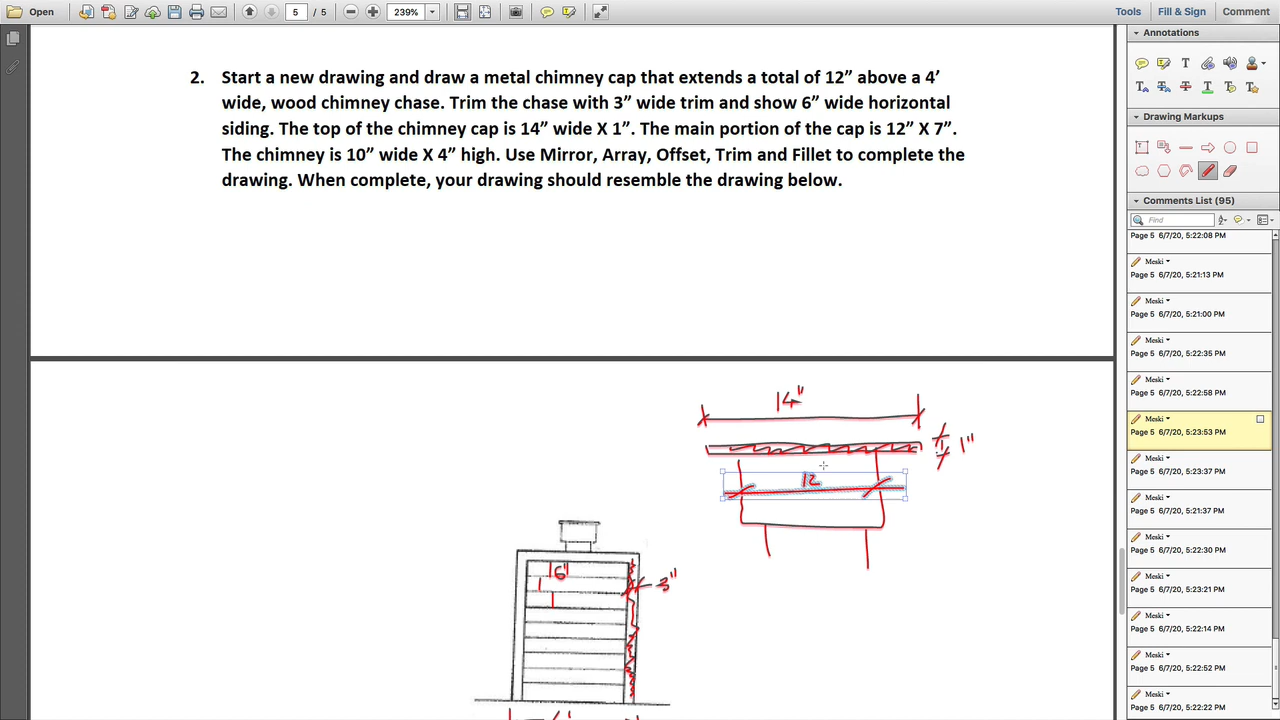 Open
5 / 5
239%
Tools
Fill & Sign
Comment
2. Start a new drawing and draw a metal chimney cap that extends a total of 12” above a 4’
wide, wood chimney chase. Trim the chase with 3” wide trim and show 6” wide horizontal
siding. The top of the chimney cap is 14” wide X 1”. The main portion of the cap is 12” X 7”.
The chimney is 10” wide X 4” high. Use Mirror, Array, Offset, Trim and Fillet to complete the
drawing. When complete, your drawing should resemble the drawing below.
14"
1"
12
6"
3"
Annotations
Drawing Markups
Comments List (95)
Find
Page 5 6/7/20, 5:22:08 PM
Meski
Page 5 6/7/20, 5:21:13 PM
Meski
Page 5 6/7/20, 5:21:00 PM
Meski
Page 5 6/7/20, 5:22:35 PM
Meski
Page 5 6/7/20, 5:22:58 PM
Meski
Page 5 6/7/20, 5:23:53 PM
Meski
Page 5 6/7/20, 5:23:37 PM
Meski
Page 5 6/7/20, 5:21:37 PM
Meski
Page 5 6/7/20, 5:22:30 PM
Meski
Page 5 6/7/20, 5:22:21 PM
Meski
Page 5 6/7/20, 5:22:14 PM
Meski
Page 5 6/7/20, 5:22:52 PM
Meski
Page 5 6/7/20, 5:22:22 PM